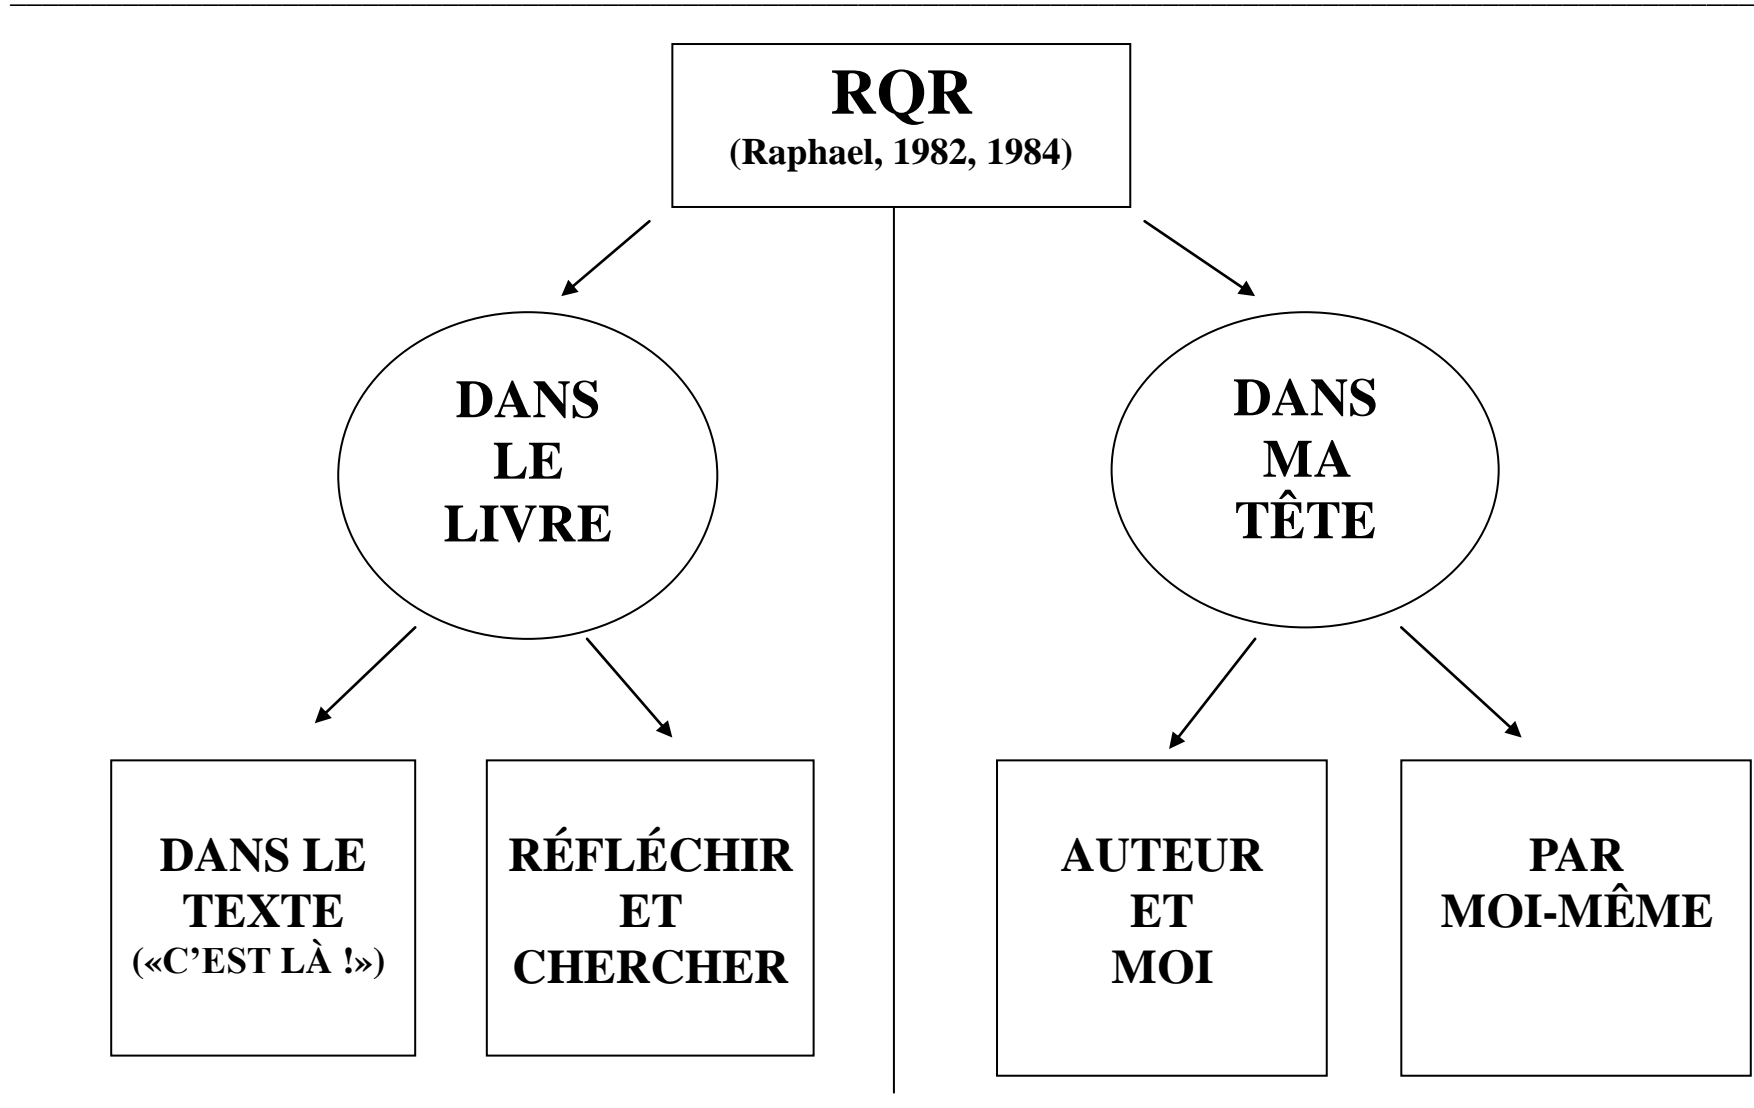 RQR
(Raphael, 1982, 1984)
DANS
LE
LIVRE
DANS
MA
TÊTE
DANS LE
TEXTE
(«C’EST LÀ !»)
RÉFLÉCHIR
ET
CHERCHER
AUTEUR
ET
MOI
PAR
MOI-MÊME